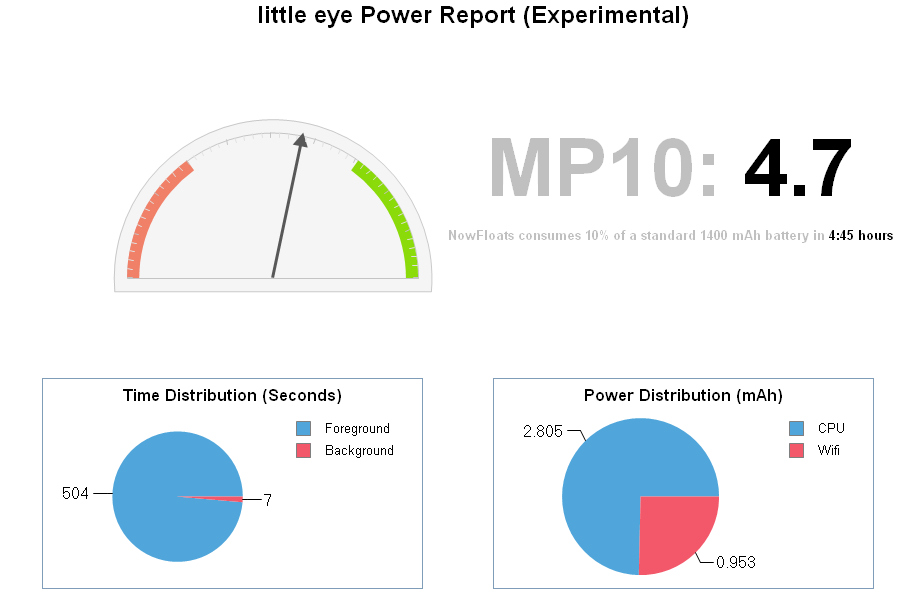 little eye Power Report (Experimental)
MP10: 4.7
NowFloats consumes 10% of a standard 1400 mAh battery in 4:45 hours
Time Distribution (Seconds)
Foreground
Background
504
7
Power Distribution (mAh)
CPU
Wifi
2.805
0.953